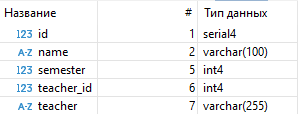 Название # Тип данных
123 id 1 serial4
A-Z name 2 varchar(100)
123 semester 5 int4
123 teacher_id 6 int4
A-Z teacher 7 varchar(255)